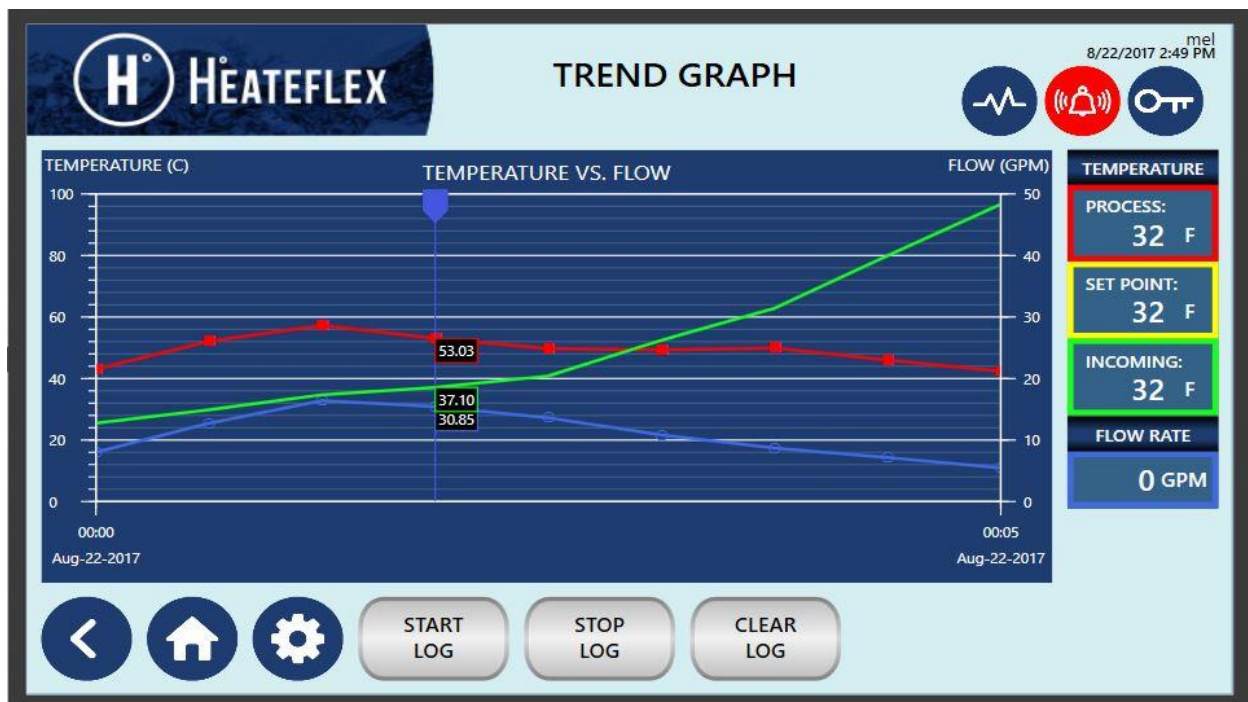 HEATEFLEX
TREND GRAPH
mel
8/22/2017 2:49 PM
TEMPERATURE (C)
TEMPERATURE VS. FLOW
FLOW (GPM)
100
80
60
40
20
0
50
40
30
20
10
0
53.03
37.10
30.85
00:00
Aug-22-2017
00:05
Aug-22-2017
TEMPERATURE
PROCESS:
32 F
SET POINT:
32 F
INCOMING:
32 F
FLOW RATE
0 GPM
START
LOG
STOP
LOG
CLEAR
LOG